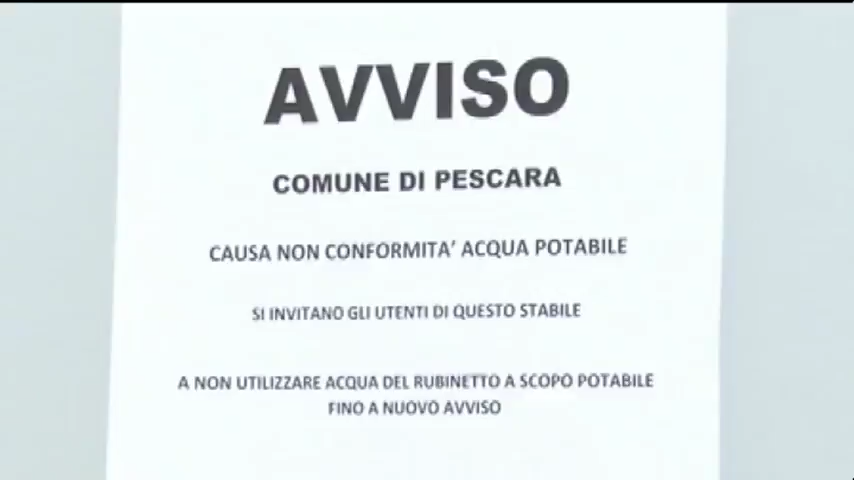 AVVISO
COMUNE DI PESCARA
CAUSA NON CONFORMITA' ACQUA POTABILE
SI INVITANO GLI UTENTI DI QUESTO STABILE
A NON UTILIZZARE ACQUA DEL RUBINETTO A SCOPO POTABILE
FINO A NUOVO AVVISO